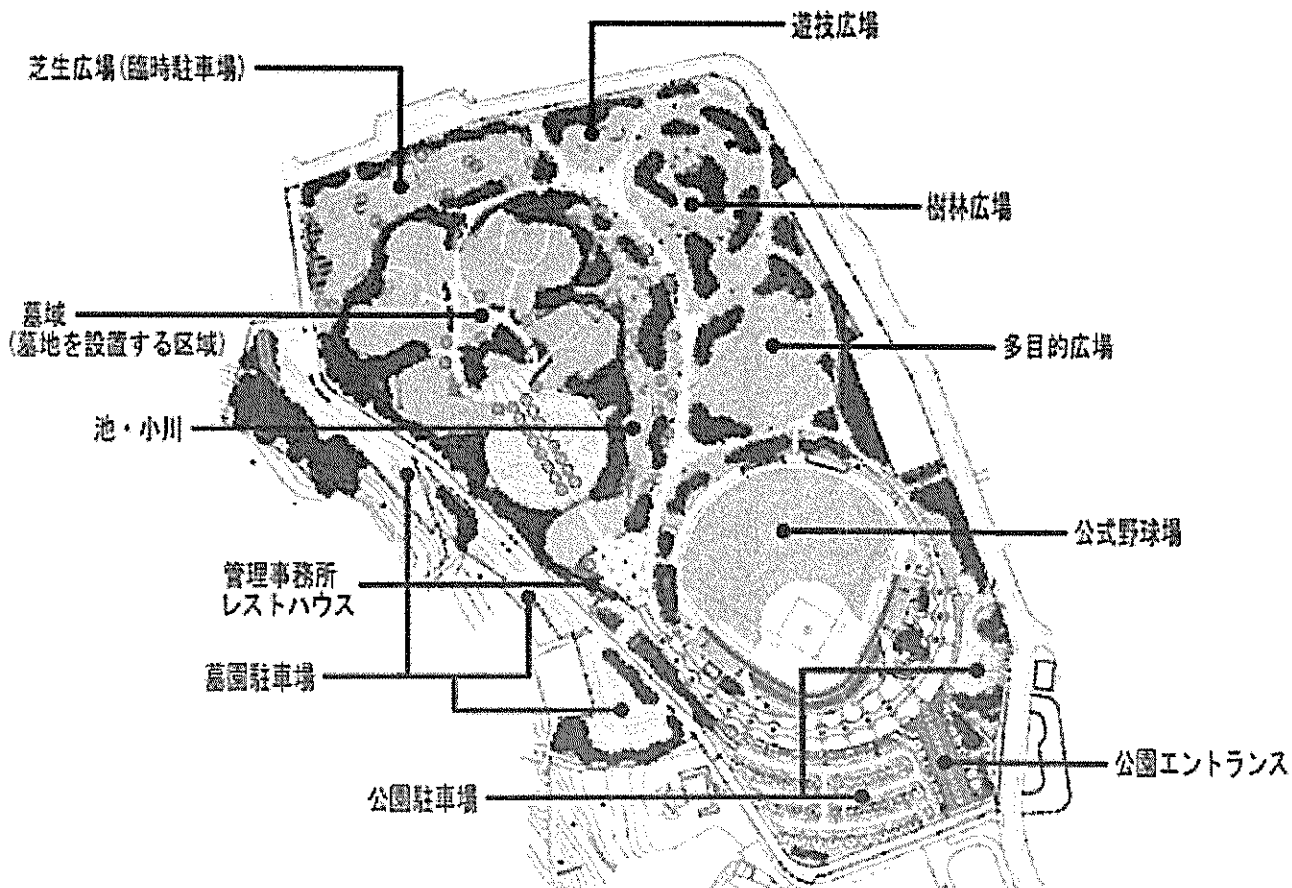 遊技広場
芝生広場(臨時駐車場)
樹林広場
墓域
(墓地を設置する区域)
多目的広場
池・小川
公式野球場
管理事務所
レストハウス
墓園駐車場
公園エントランス
公園駐車場